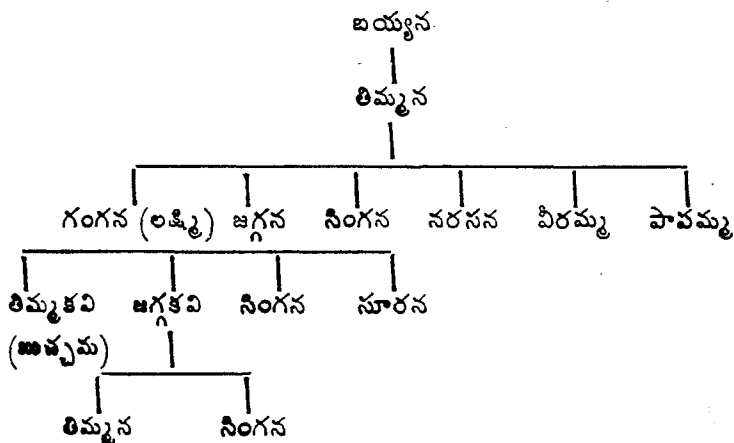 బయ్యన
తిమ్మన
గంగన (లక్ష్మి) జగ్గన సింగన నరసన వీరమ్మ పాపమ్మ
తిమ్మకవి జగ్గకవి సింగన సూరన
తిమ్మన సింగన